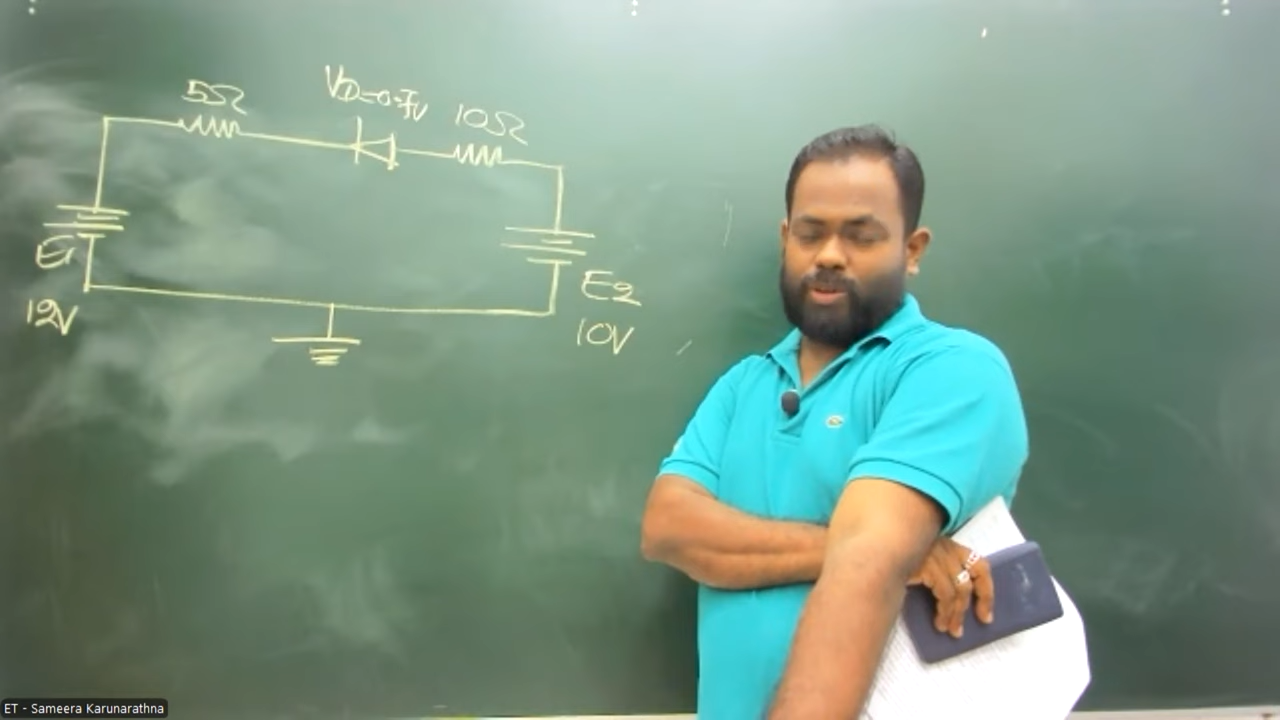 5Ω
VD=0.7V
10Ω
E1
12V
E2
10V
ET - Sameera Karunarathna